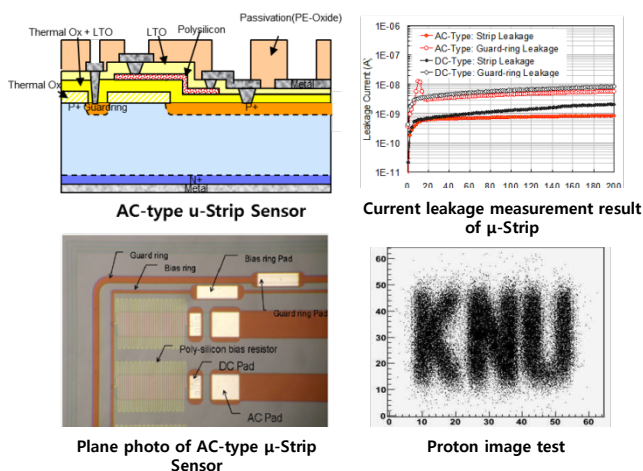 Thermal Ox + LTO
LTO
Polysilicon
Passivation(PE-Oxide)
Thermal Ox
Metal
P+
Guardring
P+
N+
Metal
AC-type u-Strip Sensor
Leakage Current (A)
1E-06
1E-07
1E-08
1E-09
1E-10
1E-11
AC-Type: Strip Leakage
AC-Type: Guard-ring Leakage
DC-Type: Strip Leakage
DC-Type: Guard-ring Leakage
0 20 40 60 80 100 120 140 160 180 200
Current leakage measurement result
of μ-Strip
Guard ring
Bias ring
Bias ring Pad
Guard ring Pad
Poly-silicon bias resistor
DC Pad
AC Pad
Plane photo of AC-type μ-Strip
Sensor
60
50
40
30
20
10
0
KNU
0 10 20 30 40 50 60
Proton image test